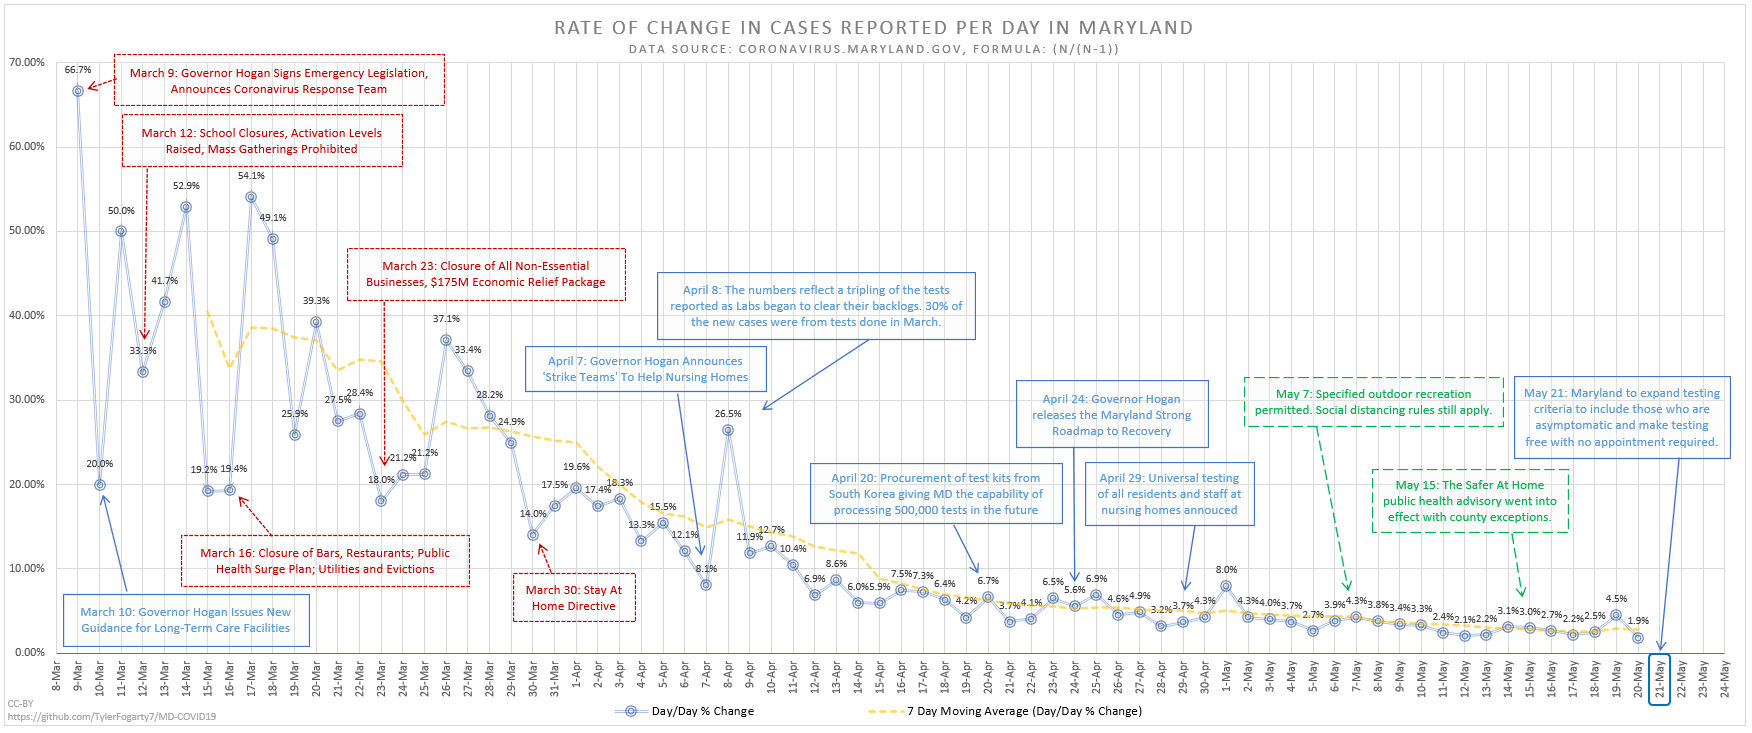 RATE OF CHANGE IN CASES REPORTED PER DAY IN MARYLAND
DATA SOURCE: CORONAVIRUS.MARYLAND.GOV, FORMULA: (N/(N-1))
70.00%
60.00%
50.00%
40.00%
30.00%
20.00%
10.00%
0.00%
March 9: Governor Hogan Signs Emergency Legislation,
Announces Coronavirus Response Team
March 12: School Closures, Activation Levels
Raised, Mass Gatherings Prohibited
March 23: Closure of All Non-Essential
Businesses, $175M Economic Relief Package
April 8: The numbers reflect a tripling of the tests
reported as Labs began to clear their backlogs. 30% of
the new cases were from tests done in March.
April 7: Governor Hogan Announces
'Strike Teams' To Help Nursing Homes
April 24: Governor Hogan
releases the Maryland Strong
Roadmap to Recovery
May 7: Specified outdoor recreation
permitted. Social distancing rules still apply.
May 21: Maryland to expand testing
criteria to include those who are
asymptomatic and make testing
free with no appointment required.
April 20: Procurement of test kits from
South Korea giving MD the capability of
processing 500,000 tests in the future
April 29: Universal testing
of all residents and staff at
nursing homes annouced
May 15: The Safer At Home
public health advisory went into
effect with county exceptions.
March 16: Closure of Bars, Restaurants; Public
Health Surge Plan; Utilities and Evictions
March 30: Stay At
Home Directive
March 10: Governor Hogan Issues New
Guidance for Long-Term Care Facilities
66.7%
20.0%
50.0%
33.3%
41.7%
52.9%
19.2%
19.4%
54.1%
49.1%
25.9%
39.3%
27.5%
28.4%
18.0%
21.2%
21.2%
37.1%
33.4%
28.2%
24.9%
14.0%
17.5%
19.6%
17.4%
18.3%
13.3%
15.5%
12.1%
8.1%
26.5%
11.9%
12.7%
10.4%
6.9%
8.6%
6.0%
5.9%
7.5%
7.3%
6.4%
4.2%
6.7%
3.7%
4.1%
6.5%
5.6%
6.9%
4.6%
4.9%
3.2%
3.7%
4.3%
8.0%
4.3%
4.0%
3.7%
2.7%
3.9%
4.3%
3.8%
3.4%
3.3%
2.4%
2.1%
2.2%
3.1%
3.0%
2.7%
2.2%
2.5%
4.5%
1.9%
8-Mar
9-Mar
10-Mar
11-Mar
12-Mar
13-Mar
14-Mar
15-Mar
16-Mar
17-Mar
18-Mar
19-Mar
20-Mar
21-Mar
22-Mar
23-Mar
24-Mar
25-Mar
26-Mar
27-Mar
28-Mar
29-Mar
30-Mar
31-Mar
1-Apr
2-Apr
3-Apr
4-Apr
5-Apr
6-Apr
7-Apr
8-Apr
9-Apr
10-Apr
11-Apr
12-Apr
13-Apr
14-Apr
15-Apr
16-Apr
17-Apr
18-Apr
19-Apr
20-Apr
21-Apr
22-Apr
23-Apr
24-Apr
25-Apr
26-Apr
27-Apr
28-Apr
29-Apr
30-Apr
1-May
2-May
3-May
4-May
5-May
6-May
7-May
8-May
9-May
10-May
11-May
12-May
13-May
14-May
15-May
16-May
17-May
18-May
19-May
20-May
21-May
22-May
23-May
24-May
CC-BY
https://github.com/TylerFogarty7/MD-COVID19
Day/Day % Change
7 Day Moving Average (Day/Day % Change)